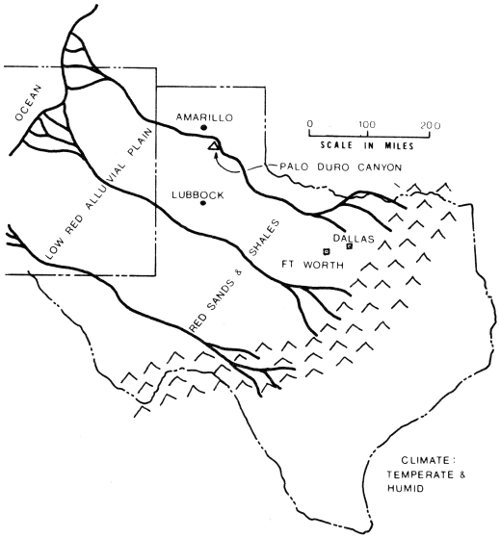 OCEAN
AMARILLO
0 100 200
SCALE IN MILES
PALO DURO CANYON
LOW RED ALLUVIAL PLAIN
LUBBOCK
RED SANDS & SHALES
DALLAS
FT WORTH
CLIMATE:
TEMPERATE &
HUMID